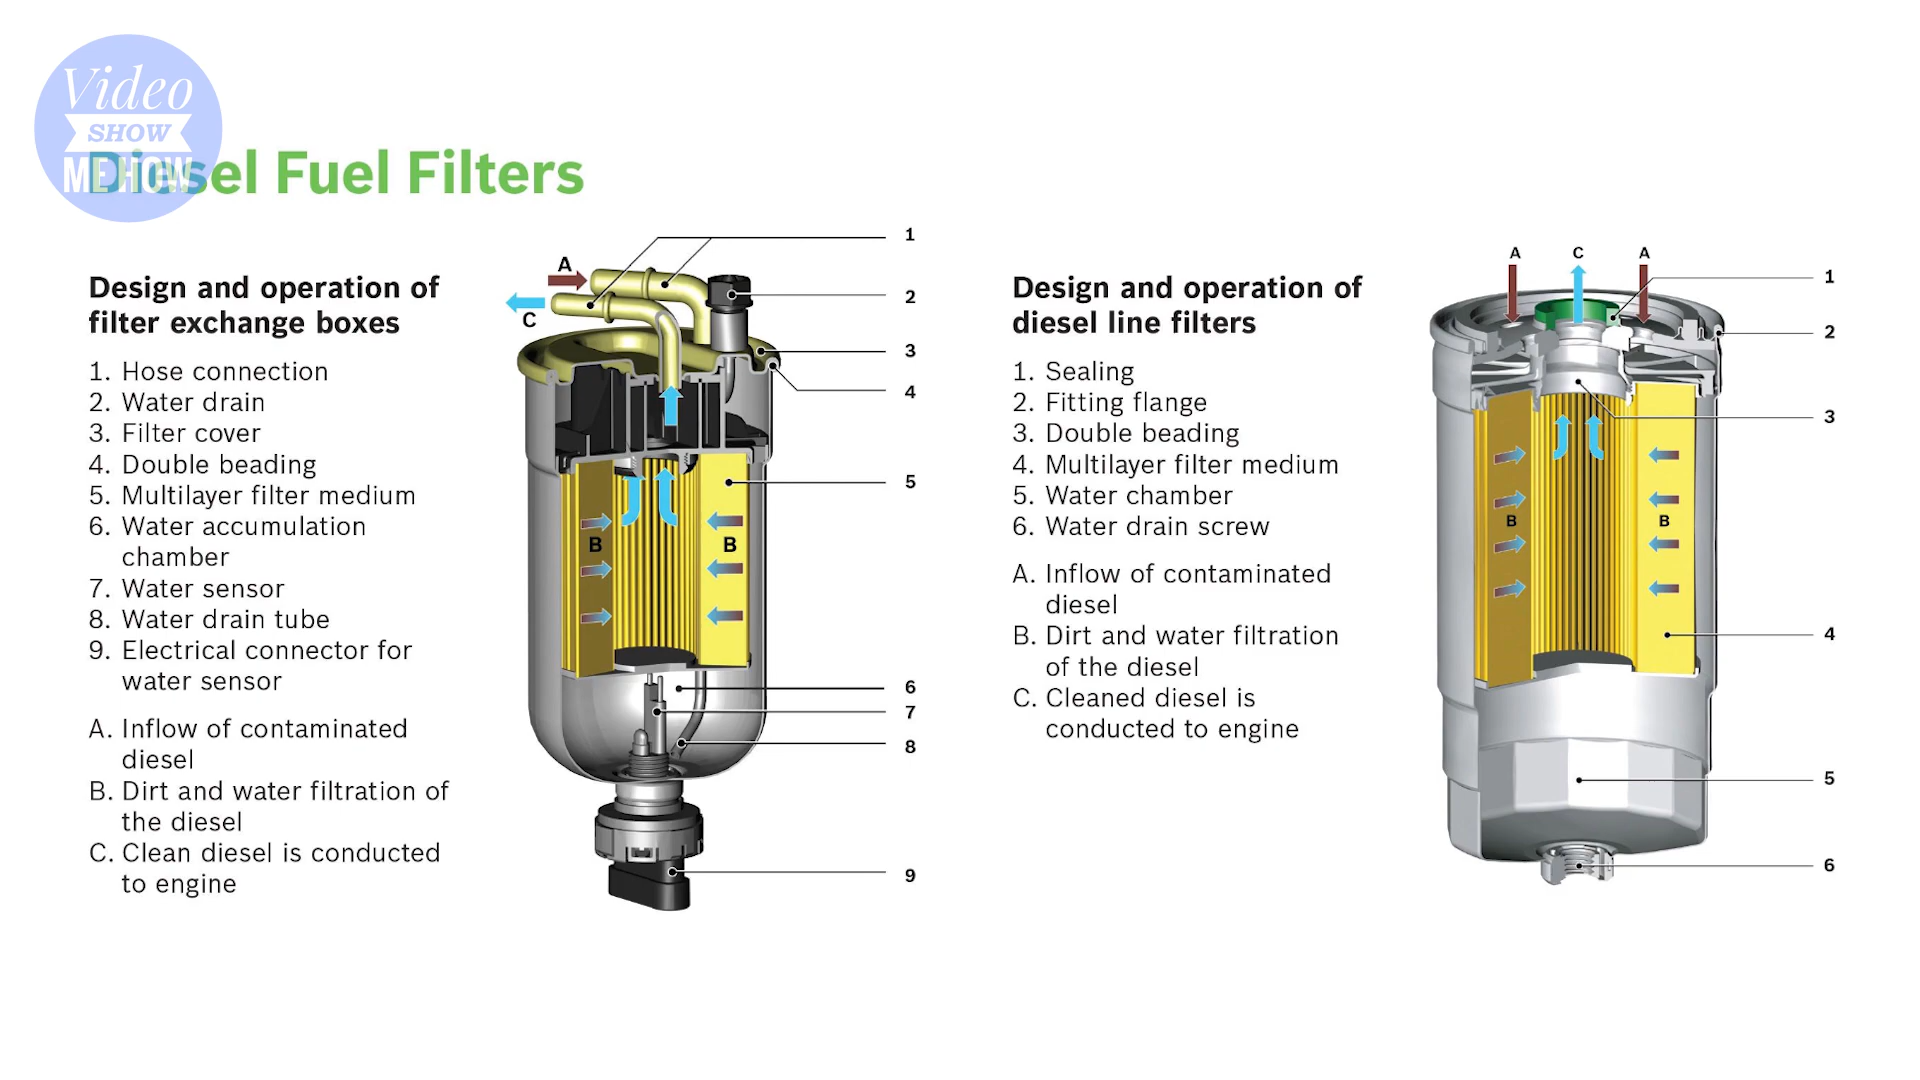 Video
SHOW
ME HOW
Diesel Fuel Filters
Design and operation of
filter exchange boxes
1. Hose connection
2. Water drain
3. Filter cover
4. Double beading
5. Multilayer filter medium
6. Water accumulation
chamber
7. Water sensor
8. Water drain tube
9. Electrical connector for
water sensor
A. Inflow of contaminated
diesel
B. Dirt and water filtration of
the diesel
C. Clean diesel is conducted
to engine
A
C
B
B
1
2
3
4
5
6
7
8
9
Design and operation of
diesel line filters
1. Sealing
2. Fitting flange
3. Double beading
4. Multilayer filter medium
5. Water chamber
6. Water drain screw
A. Inflow of contaminated
diesel
B. Dirt and water filtration
of the diesel
C. Cleaned diesel is
conducted to engine
A
C
A
B
B
1
2
3
4
5
6